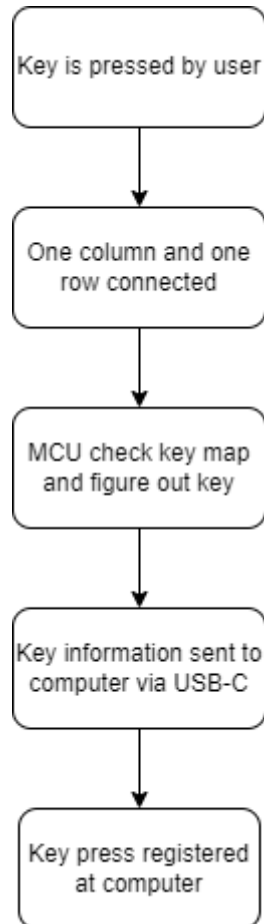 Key is pressed by user
One column and one
row connected
MCU check key map
and figure out key
Key information sent to
computer via USB-C
Key press registered
at computer